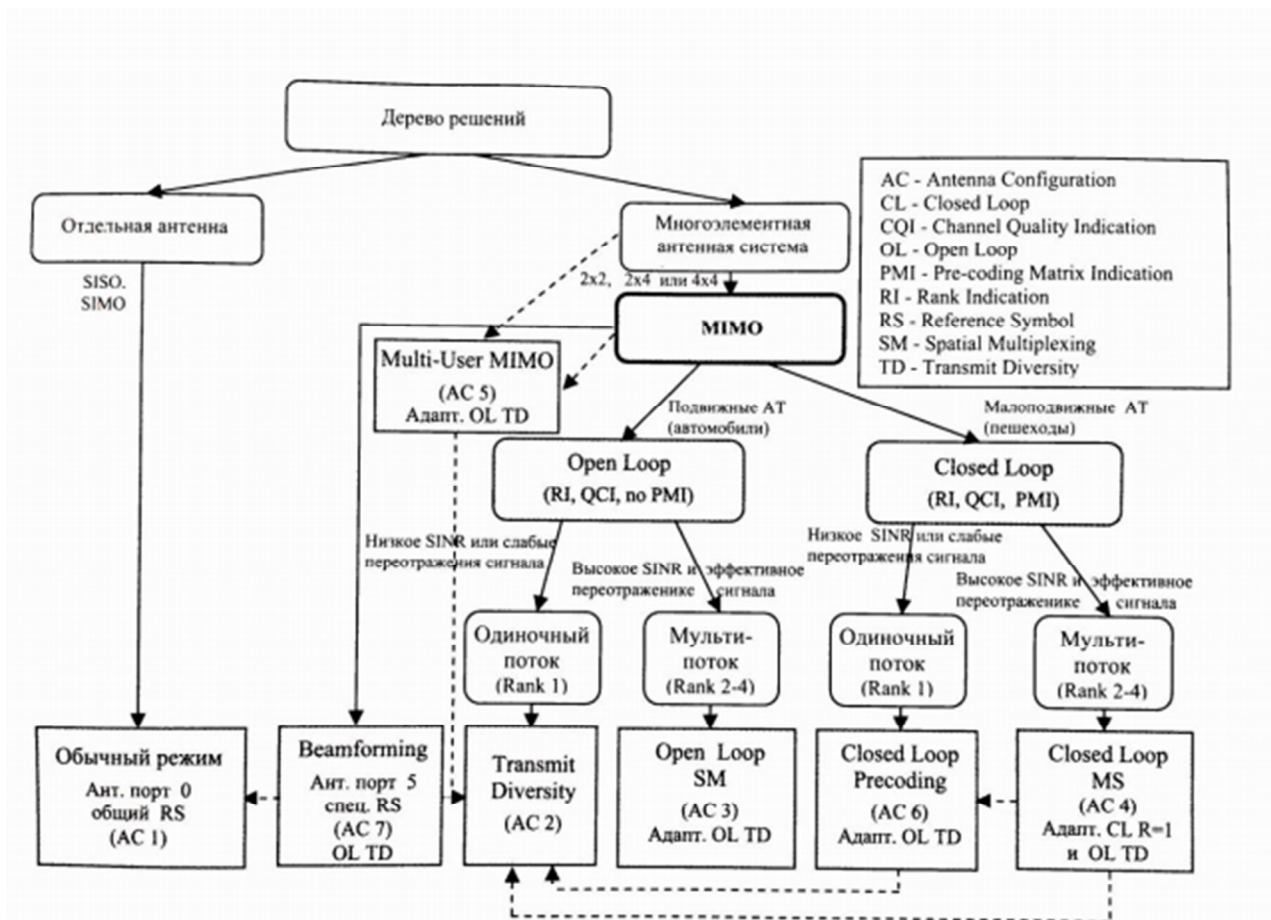 Дерево решений
Отдельная антенна
Многоэлементная
антенная система
AC - Antenna Configuration
CL - Closed Loop
CQI - Channel Quality Indication
OL - Open Loop
PMI - Pre-coding Matrix Indication
RI - Rank Indication
RS - Reference Symbol
SM - Spatial Multiplexing
TD - Transmit Diversity
SISO.
SIMO
2x2, 2x4 или 4x4
MIMO
Multi-User MIMO
(AC 5)
Адапт. OL TD
Подвижные АТ
(автомобили)
Малоподвижные АТ
(пешеходы)
Open Loop
(RI, QCI, no PMI)
Closed Loop
(RI, QCI, PMI)
Низкое SINR или слабые
переотражения сигнала
Высокое SINR и эффективное
переотраженике сигнала
Низкое SINR или слабые
переотражения сигнала
Высокое SINR и эффективное
переотраженике сигнала
Одиночный
поток
(Rank 1)
Мульти-
поток
(Rank 2-4)
Одиночный
поток
(Rank 1)
Мульти-
поток
(Rank 2-4)
Обычный режим
Ант. порт 0
общий RS
(AC 1)
Beamforming
Ант. порт 5
спец. RS
(AC 7)
OL TD
Transmit
Diversity
(AC 2)
Open Loop
SM
(AC 3)
Адапт. OL TD
Closed Loop
Precoding
(AC 6)
Адапт. OL TD
Closed Loop
MS
(AC 4)
Адапт. CL R=1
и OL TD